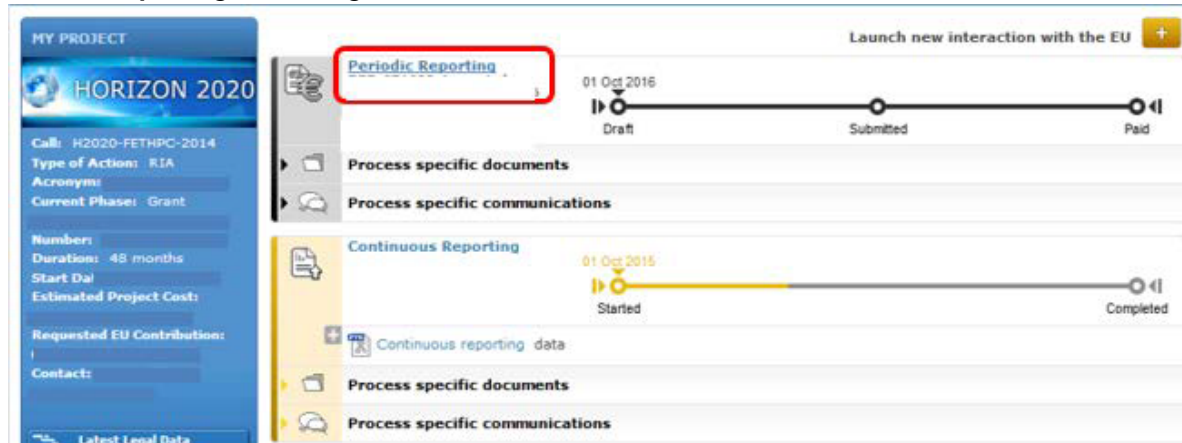 MY PROJECT
HORIZON 2020
Call: H2020-FETHPC-2014
Type of Action: RIA
Acronym:
Current Phase: Grant
Number:
Duration: 48 months
Start Dat
Estimated Project Cost:
Requested EU Contribution:
Contact:
Latest Legal Data
Launch new interaction with the EU +
Periodic Reporting
01 Oct 2016
Draft Submitted Paid
Process specific documents
Process specific communications
Continuous Reporting
01 Oct 2015
Started Completed
Continuous reporting data
Process specific documents
Process specific communications